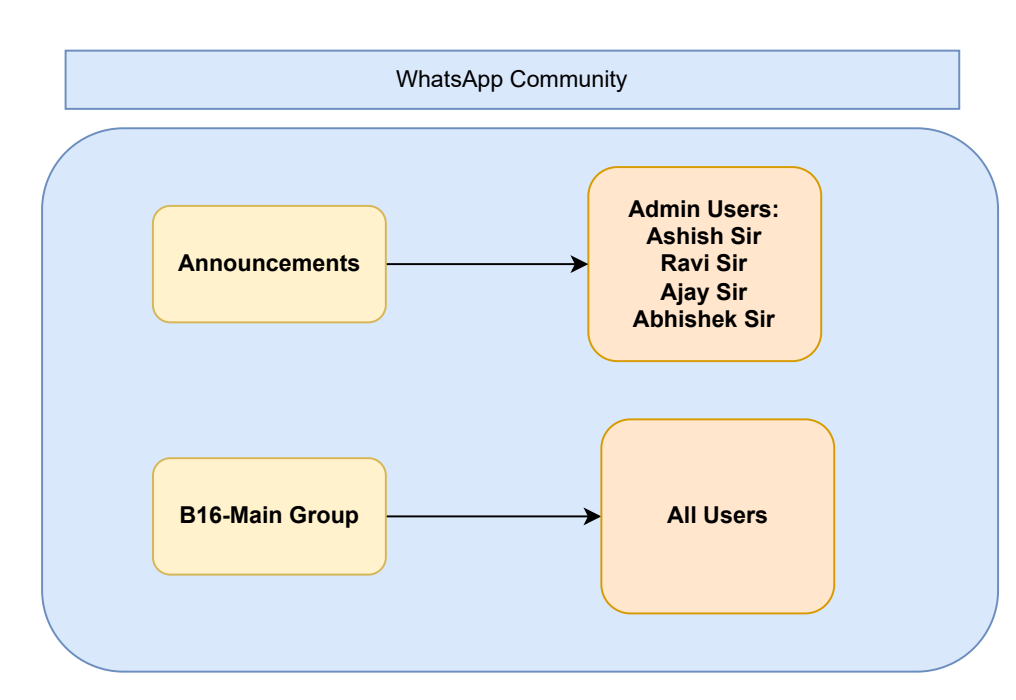 WhatsApp Community
Announcements
Admin Users:
Ashish Sir
Ravi Sir
Ajay Sir
Abhishek Sir
B16-Main Group
All Users